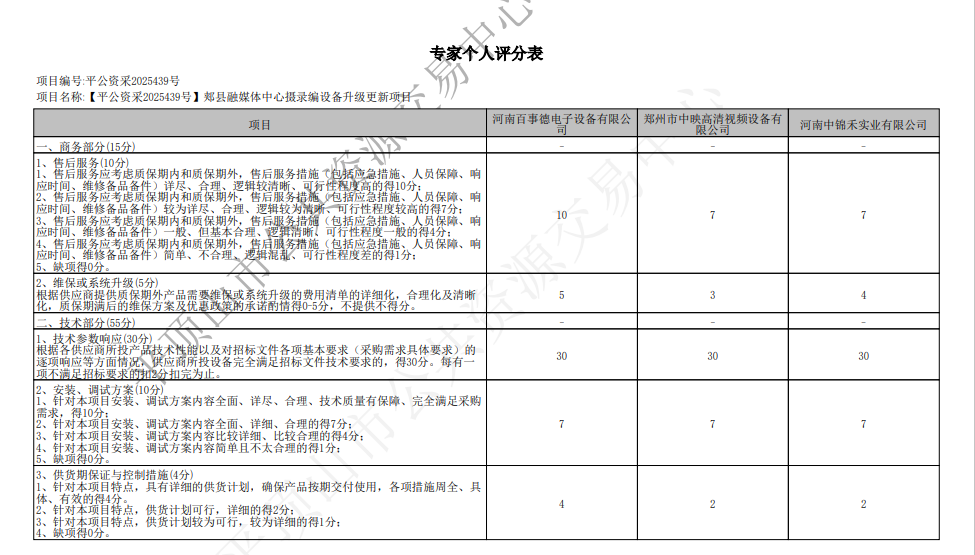 专家个人评分表
项目编号:平公资采2025439号
项目名称:【平公资采2025439号】郏县融媒体中心摄录编设备升级更新项目
项目 河南百事德电子设备有限公司 郑州市中映高清视频设备有限公司 河南中锦禾实业有限公司
一、商务部分(15分) - - -
1、售后服务(10分)
1、售后服务应考虑质保期内和质保期外，售后服务措施（包括应急措施、人员保障、响
应时间、维修备品备件）详尽、合理、逻辑较清晰、可行性程度高的得10分；
2、售后服务应考虑质保期内和质保期外，售后服务措施（包括应急措施、人员保障、响
应时间、维修备品备件）较为详尽、合理、逻辑较为清晰、可行性程度较高的得7分；
3、售后服务应考虑质保期内和质保期外，售后服务措施（包括应急措施、人员保障、响
应时间、维修备品备件）一般、但基本合理、逻辑清晰、可行性程度一般的得4分；
4、售后服务应考虑质保期内和质保期外，售后服务措施（包括应急措施、人员保障、响
应时间、维修备品备件）简单、不合理、逻辑混乱、可行性程度差的得1分；
5、缺项得0分。
10 7 7
2、维保或系统升级(5分)
根据供应商提供质保期外产品需要维保或系统升级的费用清单的详细化，合理化及清晰
化，质保期满后的维保方案及优惠政策的承诺酌情得0-5分，不提供不得分。
5 3 4
二、技术部分(55分) - - -
1、技术参数响应(30分)
根据各供应商所投产品技术性能以及对招标文件各项基本要求（采购需求具体要求）的
逐项响应等方面情况，供应商所投设备完全满足招标文件技术要求的，得30分。每有一
项不满足招标要求的扣2分扣完为止。
30 30 30
2、安装、调试方案(10分)
1、针对本项目安装、调试方案内容全面、详尽、合理、技术质量有保障、完全满足采购
需求，得10分；
2、针对本项目安装、调试方案内容全面、详细、合理的得7分；
3、针对本项目安装、调试方案内容比较详细、比较合理的得4分；
4、针对本项目安装、调试方案内容简单且不太合理的得1分；
5、缺项得0分。
7 7 7
3、供货期保证与控制措施(4分)
1、针对本项目特点，具有详细的供货计划，确保产品按期交付使用，各项措施周全、具
体、有效的得4分。
2、针对本项目特点，供货计划可行，详细的得2分；
3、针对本项目特点，供货计划较为可行，较为详细的得1分；
4、缺项得0分。
4 2 2
平顶山市公共资源交易中心
平顶山市公共资源交易中心